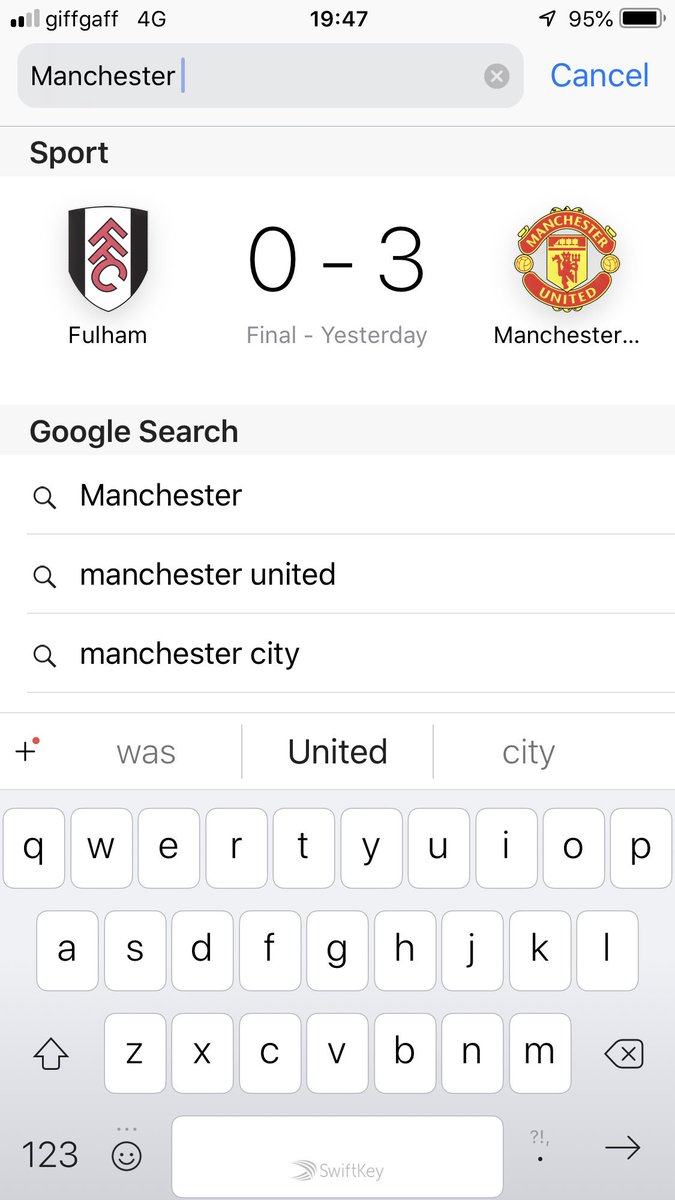 giffgaff 4G 19:47 95%
Manchester Cancel
Sport
FFC 0 - 3 MANCHESTER UNITED
Fulham Final - Yesterday Manchester...
Google Search
Manchester
manchester united
manchester city
+ was United city
q w e r t y u i o p
a s d f g h j k l
z x c v b n m
123 SwiftKey ?!, .